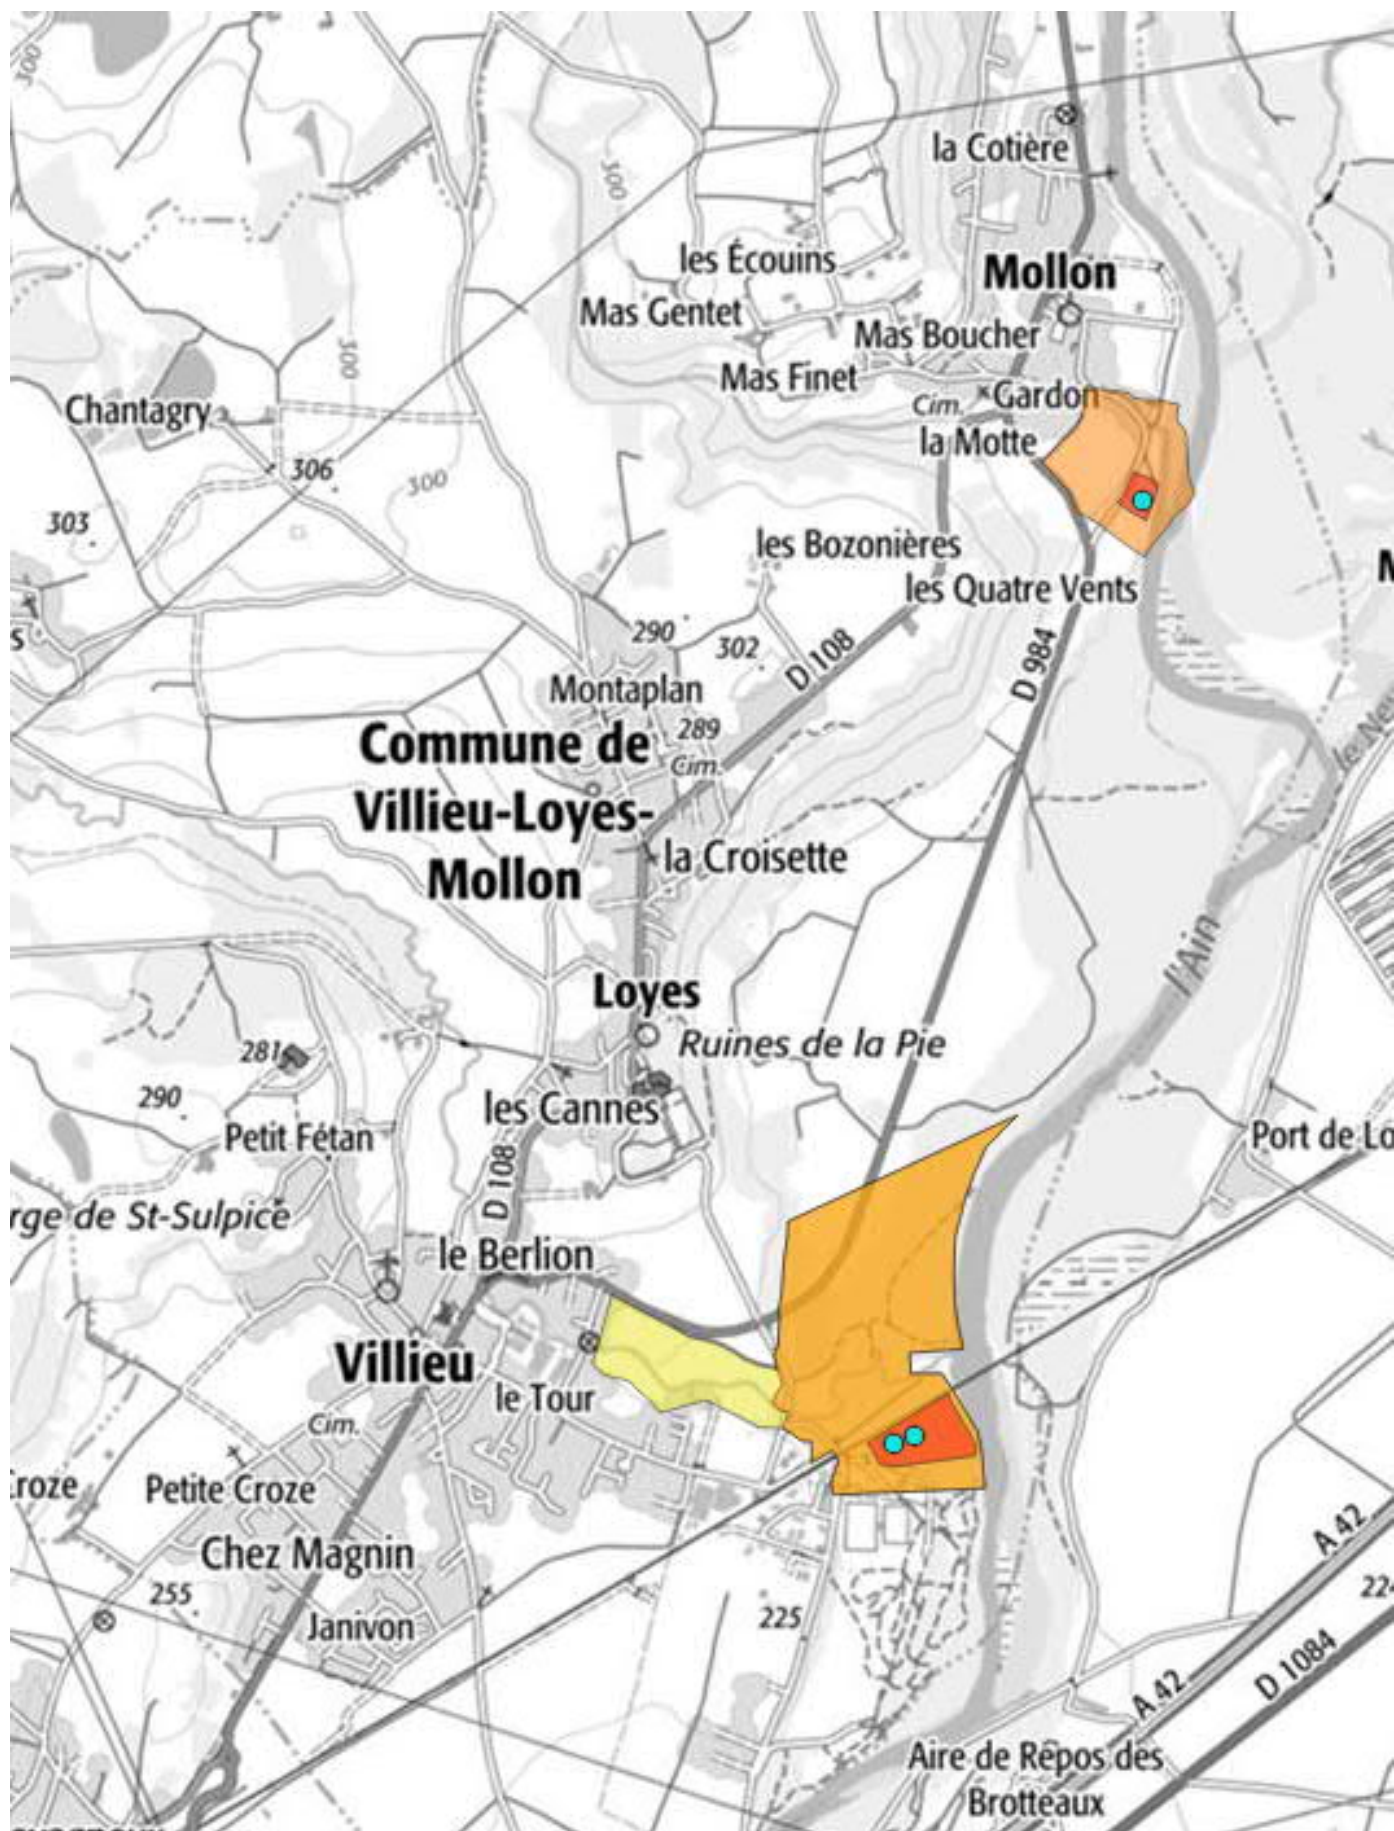 300
la Cotière
300
les Écouins
Mollon
Mas Gentet
Mas Boucher
300
Mas Finet
Cim.
Gardon
Chantagry
la Motte
306
300
303
les Bozonières
les Quatre Vents
290
302
D 108
D 984
Montaplan
289
Commune de
Cim.
Villieu-Loyes-
la Croisette
Mollon
l'Ain
Loyes
Ruines de la Pie
281
290
les Cannes
Petit Fétan
Port de Lo
D 108
rge de St-Sulpice
le Berlion
Villieu
le Tour
Cim.
Petite Croze
Chez Magnin
A 42
255
225
Janivon
D 1084
A 42
Aire de Repos des
Brotteaux